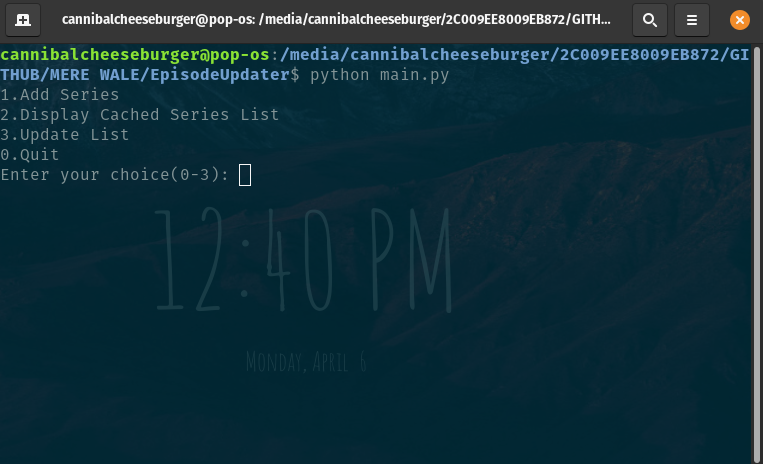 cannibalcheeseburger@pop-os: /media/cannibalcheeseburger/2C009EE8009EB872/GITH...
cannibalcheeseburger@pop-os:/media/cannibalcheeseburger/2C009EE8009EB872/GI
THUB/MERE WALE/EpisodeUpdater$ python main.py
1.Add Series
2.Display Cached Series List
3.Update List
0.Quit
Enter your choice(0-3):
12:40 PM
Monday, April 6